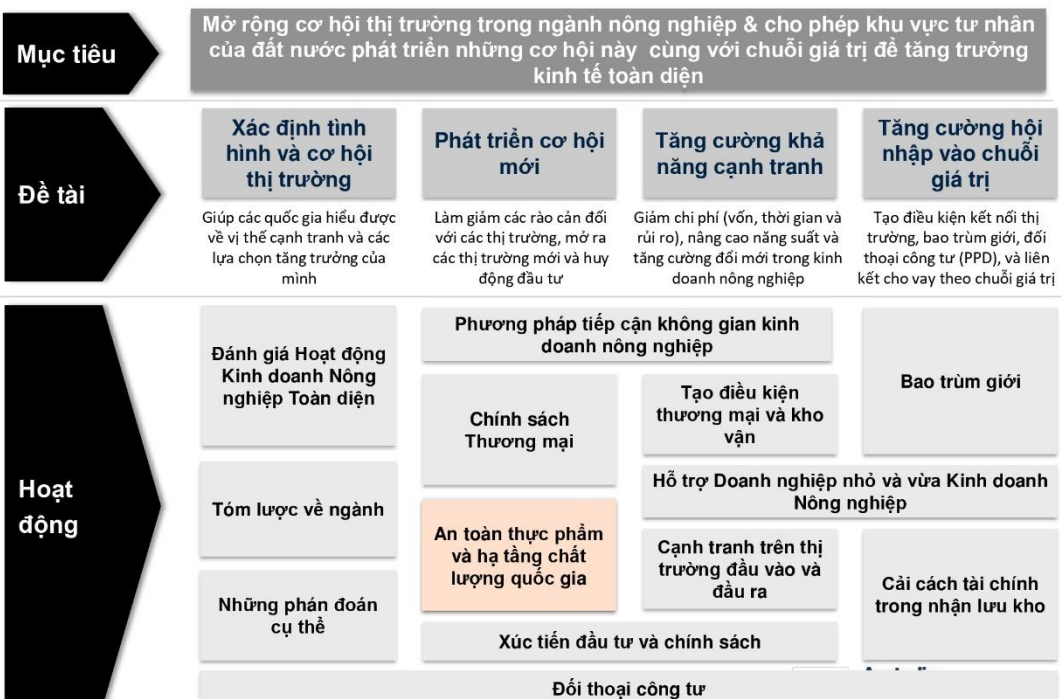 Mục tiêu
Mở rộng cơ hội thị trường trong ngành nông nghiệp & cho phép khu vực tư nhân
của đất nước phát triển những cơ hội này cùng với chuỗi giá trị để tăng trưởng
kinh tế toàn diện
Đề tài
Xác định tình
hình và cơ hội
thị trường
Giúp các quốc gia hiểu được
về vị thế cạnh tranh và các
lựa chọn tăng trưởng của
mình
Phát triển cơ hội
mới
Làm giảm các rào cản đối
với các thị trường, mở ra
các thị trường mới và huy
động đầu tư
Tăng cường khả
năng cạnh tranh
Giảm chi phí (vốn, thời gian và
rủi ro), nâng cao năng suất và
tăng cường đổi mới trong kinh
doanh nông nghiệp
Tăng cường hội
nhập vào chuỗi
giá trị
Tạo điều kiện kết nối thị
trường, bao trùm giới, đối
thoại công tư (PPD), và liên
kết cho vay theo chuỗi giá trị
Hoạt
động
Đánh giá Hoạt động
Kinh doanh Nông
nghiệp Toàn diện
Tóm lược về ngành
Những phán đoán
cụ thể
Phương pháp tiếp cận không gian kinh
doanh nông nghiệp
Chính sách
Thương mại
Tạo điều kiện
thương mại và kho
vận
Bao trùm giới
Hỗ trợ Doanh nghiệp nhỏ và vừa Kinh doanh
Nông nghiệp
An toàn thực phẩm
và hạ tầng chất
lượng quốc gia
Cạnh tranh trên thị
trường đầu vào và
đầu ra
Cải cách tài chính
trong nhận lưu kho
Xúc tiến đầu tư và chính sách
Đối thoại công tư